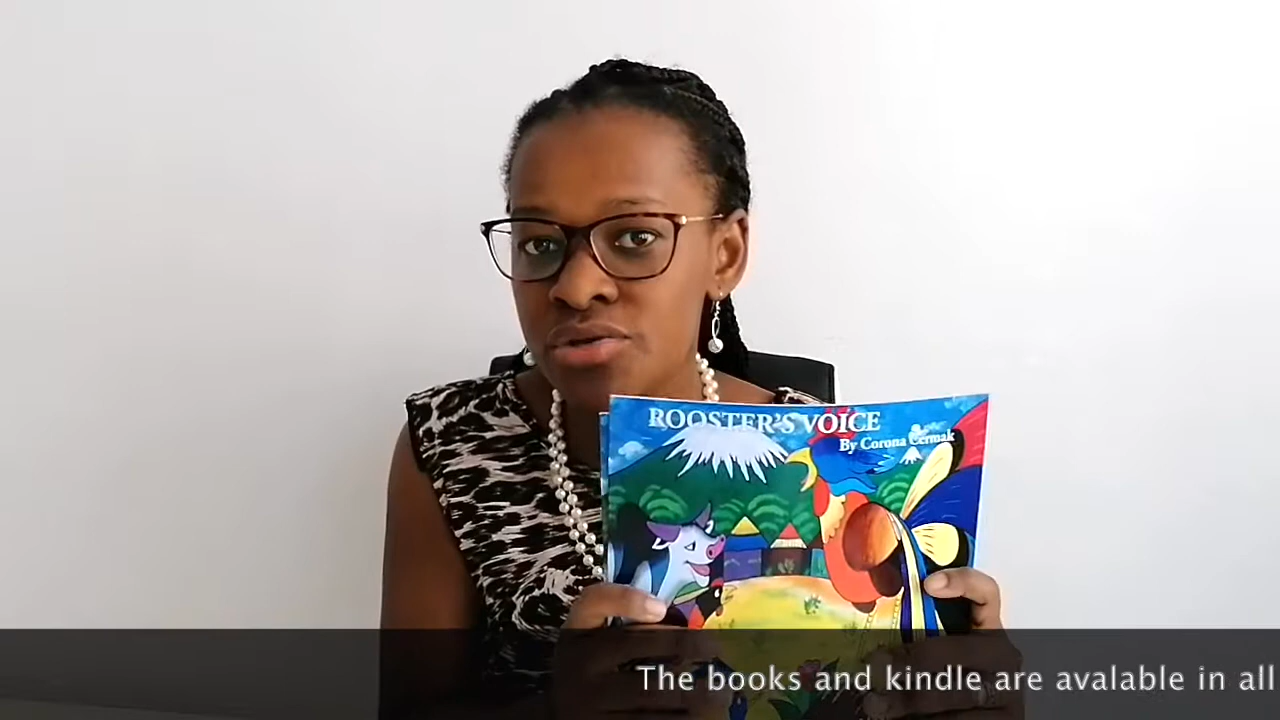 ROOSTER'S VOICE
By Corona Cermak
The books and kindle are avalable in all